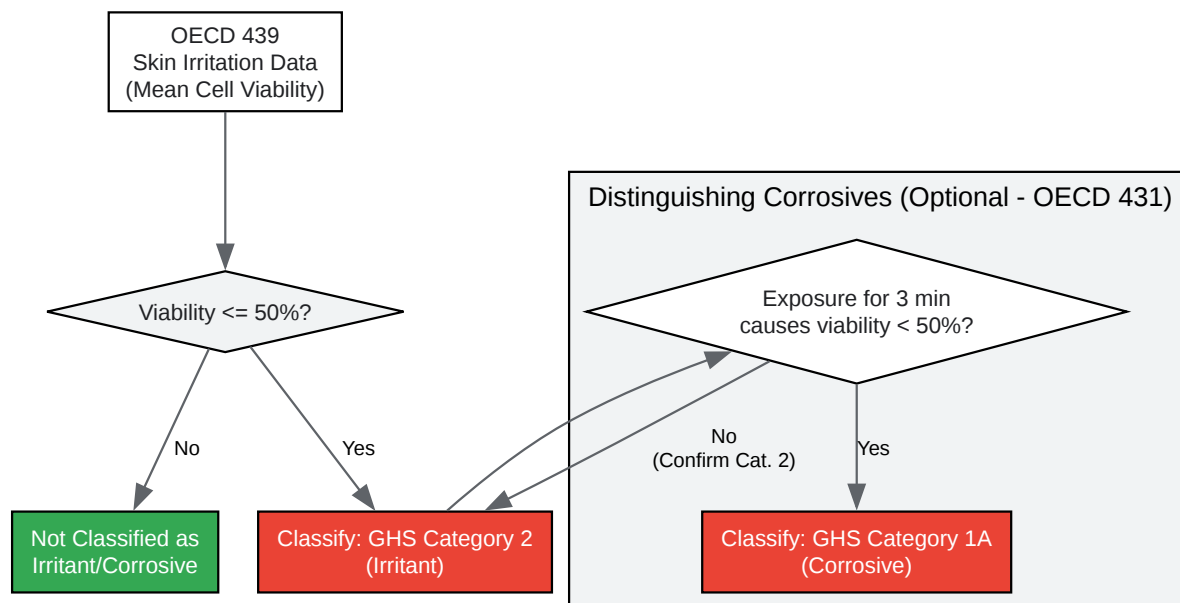 OECD 439
Skin Irritation Data
(Mean Cell Viability)
Distinguishing Corrosives (Optional - OECD 431)
Viability <= 50%?
Exposure for 3 min
causes viability < 50%?
No
Yes
No
(Confirm Cat. 2)
Yes
Not Classified as
Irritant/Corrosive
Classify: GHS Category 2
(Irritant)
Classify: GHS Category 1A
(Corrosive)